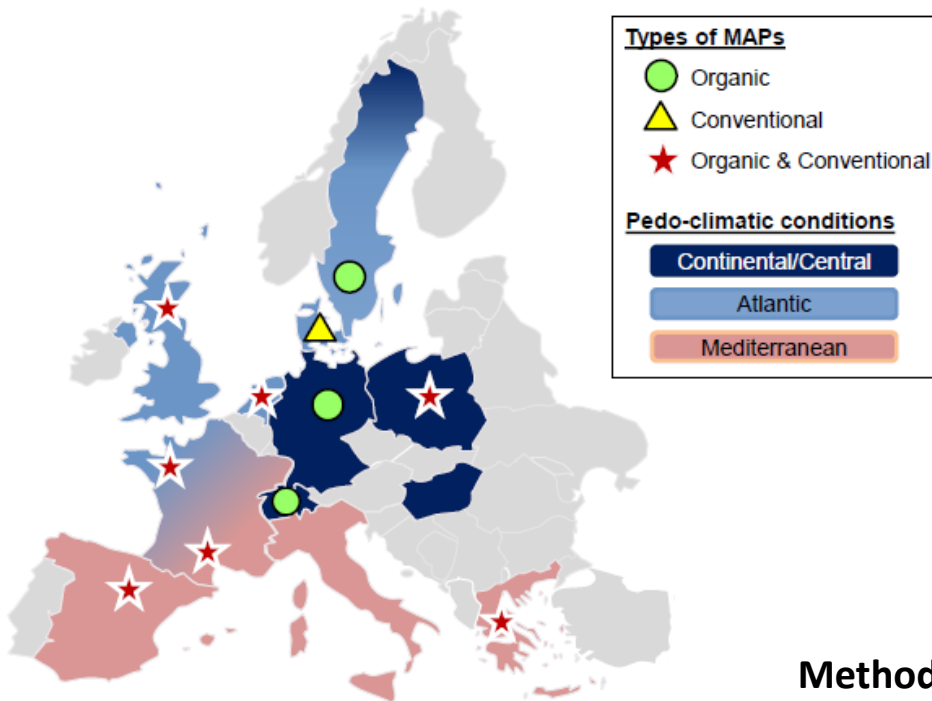 Types of MAPs
Organic
Conventional
Organic & Conventional
Pedo-climatic conditions
Continental/Central
Atlantic
Mediterranean
Method